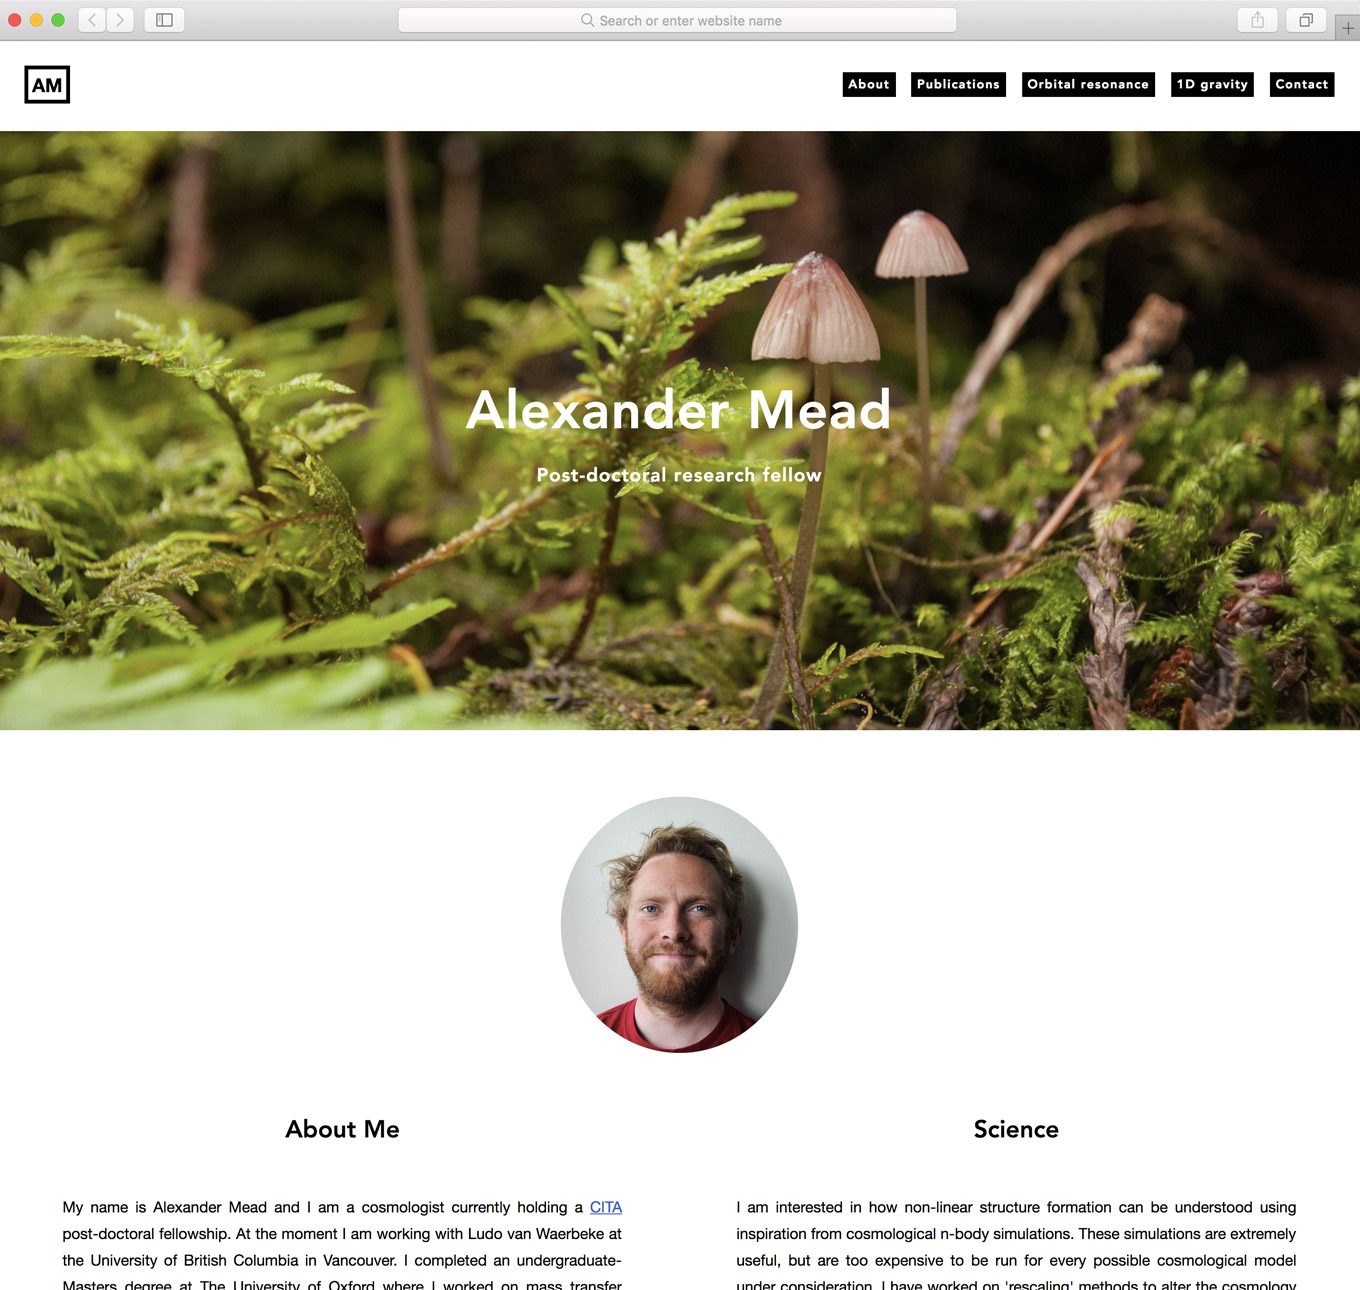 Search or enter website name
AM
About
Publications
Orbital resonance
1D gravity
Contact
Alexander Mead
Post-doctoral research fellow
About Me
My name is Alexander Mead and I am a cosmologist currently holding a CITA
post-doctoral fellowship. At the moment I am working with Ludo van Waerbeke at
the University of British Columbia in Vancouver. I completed an undergraduate-
Masters degree at The University of Oxford where I worked on mass transfer
Science
I am interested in how non-linear structure formation can be understood using
inspiration from cosmological n-body simulations. These simulations are extremely
useful, but are too expensive to be run for every possible cosmological model
under consideration. I have worked on 'rescaling' methods to alter the cosmology